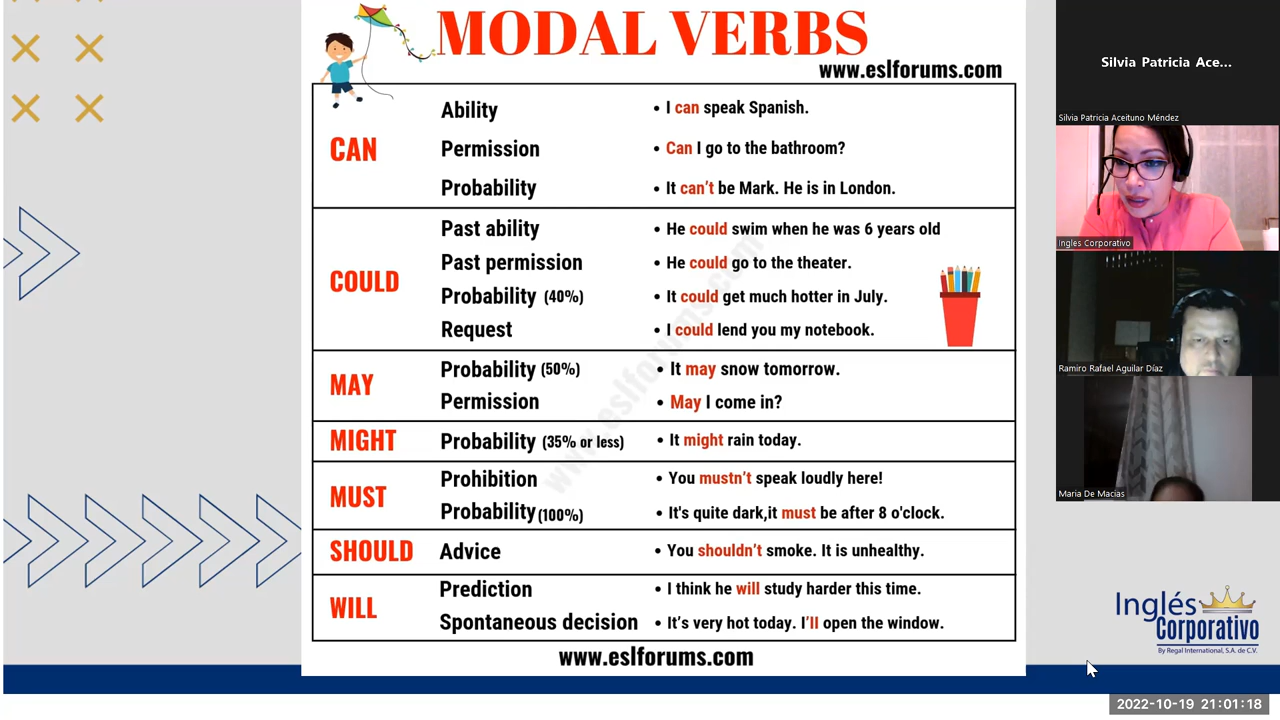 MODAL VERBS
www.eslforums.com
CAN
Ability
• I can speak Spanish.
Permission
• Can I go to the bathroom?
Probability
• It can't be Mark. He is in London.
COULD
Past ability
• He could swim when he was 6 years old
Past permission
• He could go to the theater.
Probability (40%)
• It could get much hotter in July.
Request
• I could lend you my notebook.
MAY
Probability (50%)
• It may snow tomorrow.
Permission
• May I come in?
MIGHT
Probability (35% or less)
• It might rain today.
MUST
Prohibition
• You mustn't speak loudly here!
Probability (100%)
• It's quite dark,it must be after 8 o'clock.
SHOULD
Advice
• You shouldn't smoke. It is unhealthy.
WILL
Prediction
• I think he will study harder this time.
Spontaneous decision
• It's very hot today. I'll open the window.
www.eslforums.com
www.eslforums.com
Silvia Patricia Ace...
Silvia Patricia Aceituno Méndez
Inglés Corporativo
Ramiro Rafael Aguilar Díaz
Maria De Macias
Inglés
Corporativo
By Regal International, S.A. de C.V.
2022-10-19 21:01:18